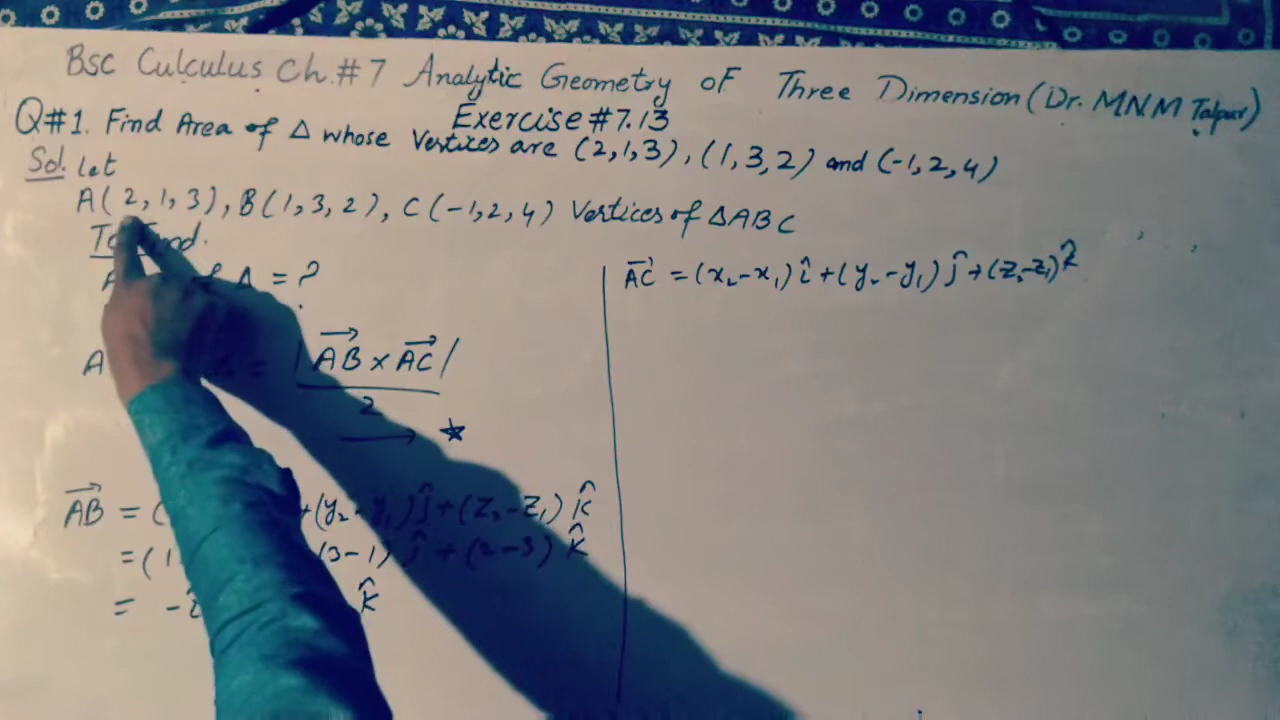 Bsc Culculus Ch.#7 Analytic Geometry of Three Dimension (Dr. MNM Talpur)
Exercise#7.13
Q#1. Find Area of Δ whose Vertices are (2,1,3), (1,3,2) and (-1,2,4)
Sol. Let
A(2,1,3), B(1,3,2), C(-1,2,4) Vertices of ΔABC
= ?
= |AB⃗ × AC⃗| / 2
→ ★
AB⃗ = ( +(y₂-y₁)ĵ+(z₂-z₁) k̂
=(1 (3-1) ĵ + (2-3) k̂
= - k̂
AC⃗ = (x₂-x₁) î+(y₂-y₁) ĵ+(z₂-z₁) k̂